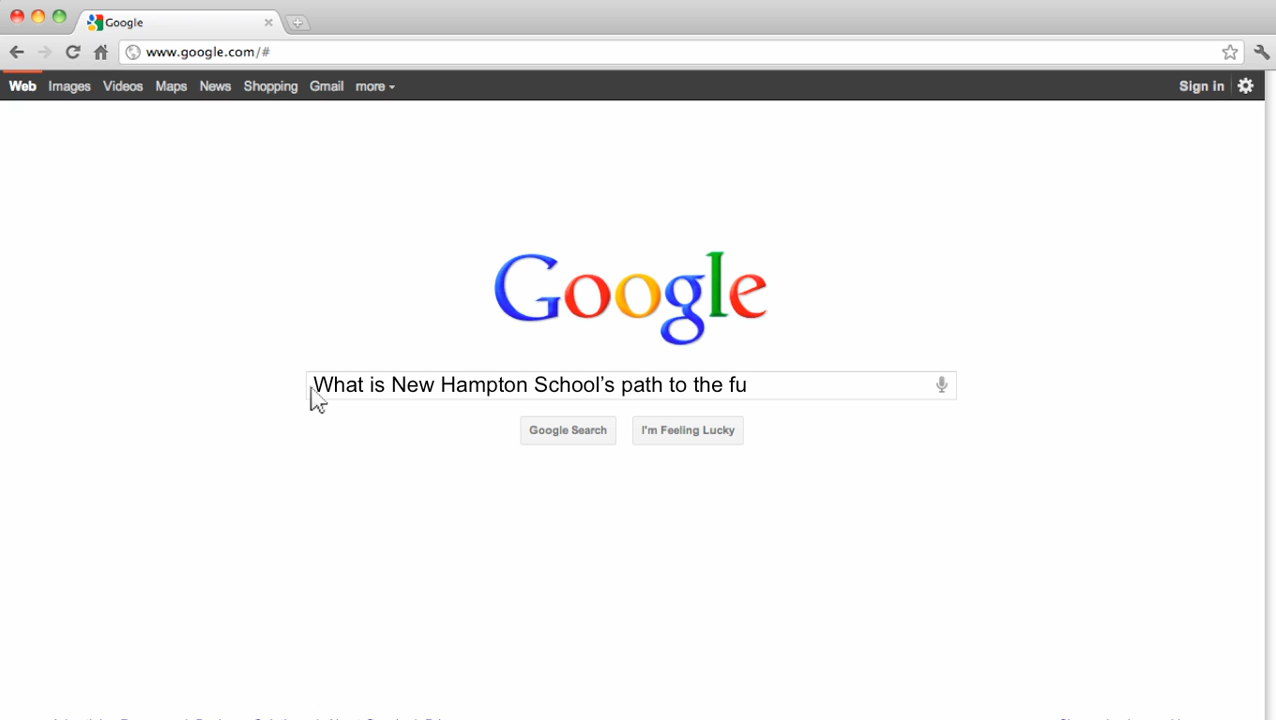 Google
www.google.com/#
Web Images Videos Maps News Shopping Gmail more Sign in
Google
What is New Hampton School’s path to the fu
Google Search I'm Feeling Lucky